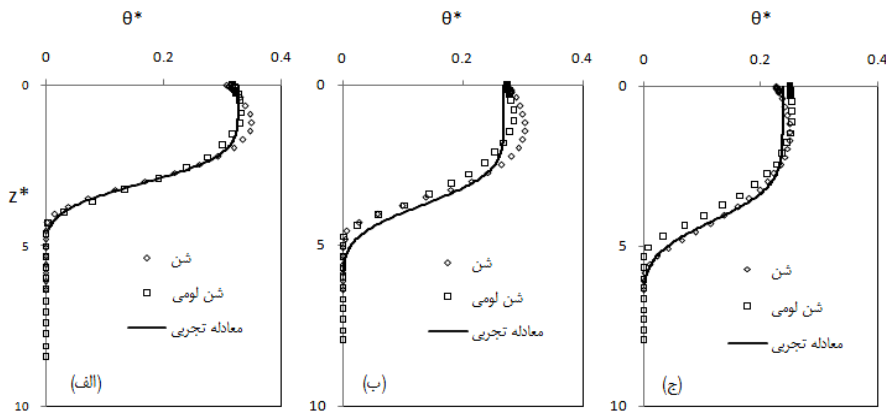 θ*
0
0.2
0.4
0
z*
5
10
شن
شن لومی
معادله تجربی
(الف)
θ*
0
0.2
0.4
0
5
10
شن
شن لومی
معادله تجربی
(ب)
θ*
0
0.2
0.4
0
5
10
شن
شن لومی
معادله تجربی
(ج)